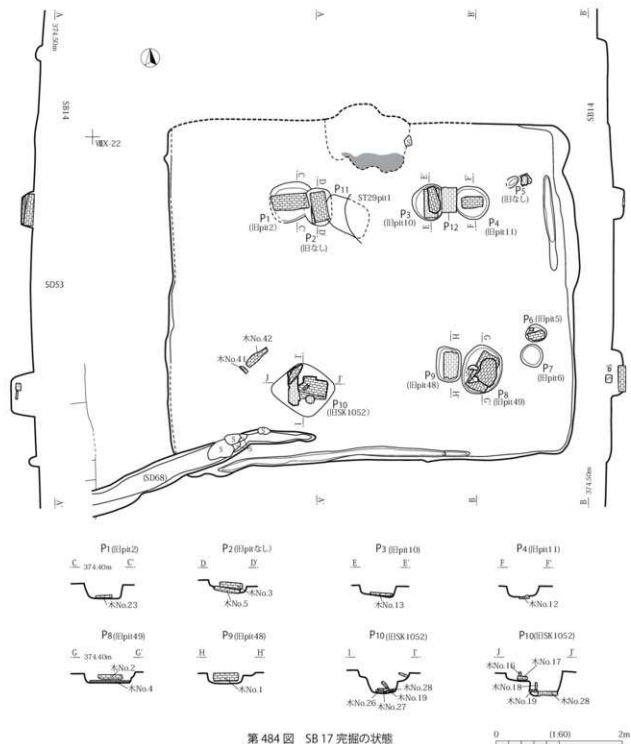 A
A'
B'
B'
374.50m
SB14
SB14
ⅧX-22
SD53
C
D
P11
ST29pit1
P1
(旧pit2)
C'
D'
P2
(旧なし)
E
F
P3
(旧pit10)
E'
P12
F'
P4
(旧pit11)
P5
(旧なし)
木No.42
木No.41
I
J
J'
I'
P10
(旧SK1052)
H
G
P9
(旧pit48)
H'
G'
P8
(旧pit49)
P6(旧pit5)
P7
(旧pit6)
S
S
(SD68)
A'
A'
B
B'
374.50m
P1(旧pit2)
C 374.40m C'
木No.23
P2(旧pitなし)
D D'
木No.3
木No.5
P3(旧pit10)
E E'
木No.13
P4(旧pit11)
F F'
木No.12
P8(旧pit49)
G 374.40m G'
木No.2
木No.4
P9(旧pit48)
H H'
木No.1
P10(旧SK1052)
I I'
木No.28
木No.19
木No.26
木No.27
P10(旧SK1052)
J J'
木No.16
木No.17
木No.18
木No.19
木No.28
第484図 SB17完掘の状態
0 (1:60) 2m